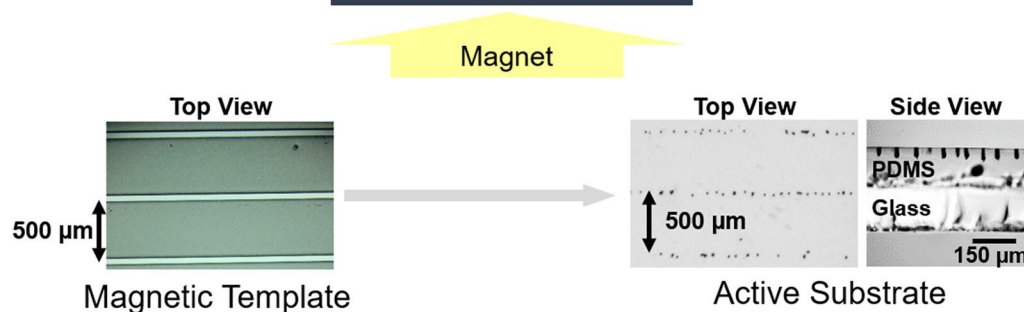 Magnet
Top View
500 µm
Magnetic Template
Top View
500 µm
Side View
PDMS
Glass
150 µm
Active Substrate